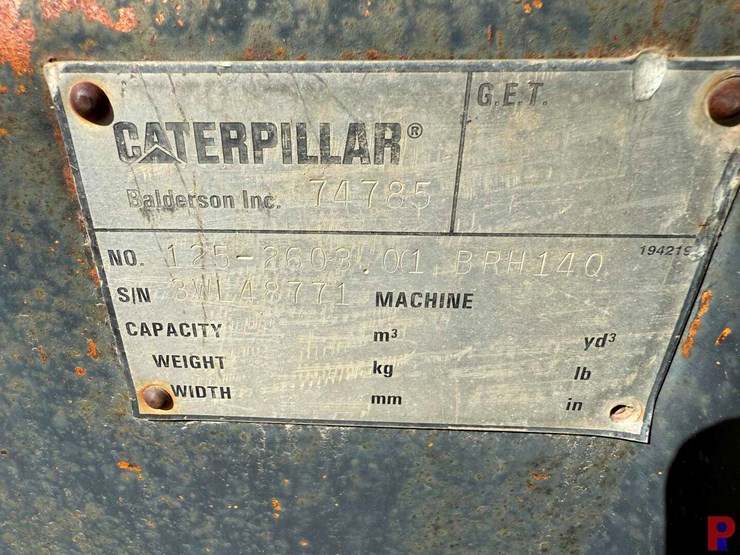 CATERPILLAR®
G.E.T.
Balderson Inc. 74785
NO. 125-2603.01 BRH140
194219
S/N 3WL48771 MACHINE
CAPACITY m³ yd³
WEIGHT kg lb
WIDTH mm in